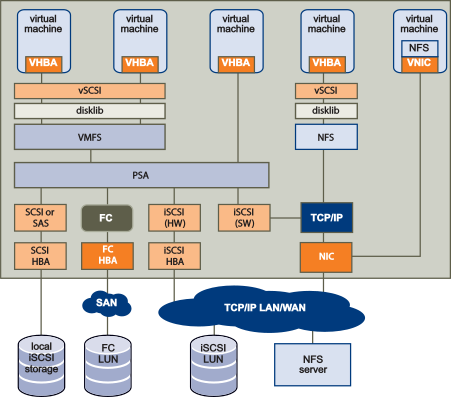 virtual machine
virtual machine
virtual machine
virtual machine
virtual machine
NFS
VHBA
VHBA
VHBA
VHBA
VNIC
vSCSI
vSCSI
disklib
disklib
VMFS
NFS
PSA
SCSI or SAS
FC
iSCSI (HW)
iSCSI (SW)
TCP/IP
SCSI HBA
FC HBA
iSCSI HBA
NIC
SAN
TCP/IP LAN/WAN
local iSCSI storage
FC LUN
iSCSI LUN
NFS server